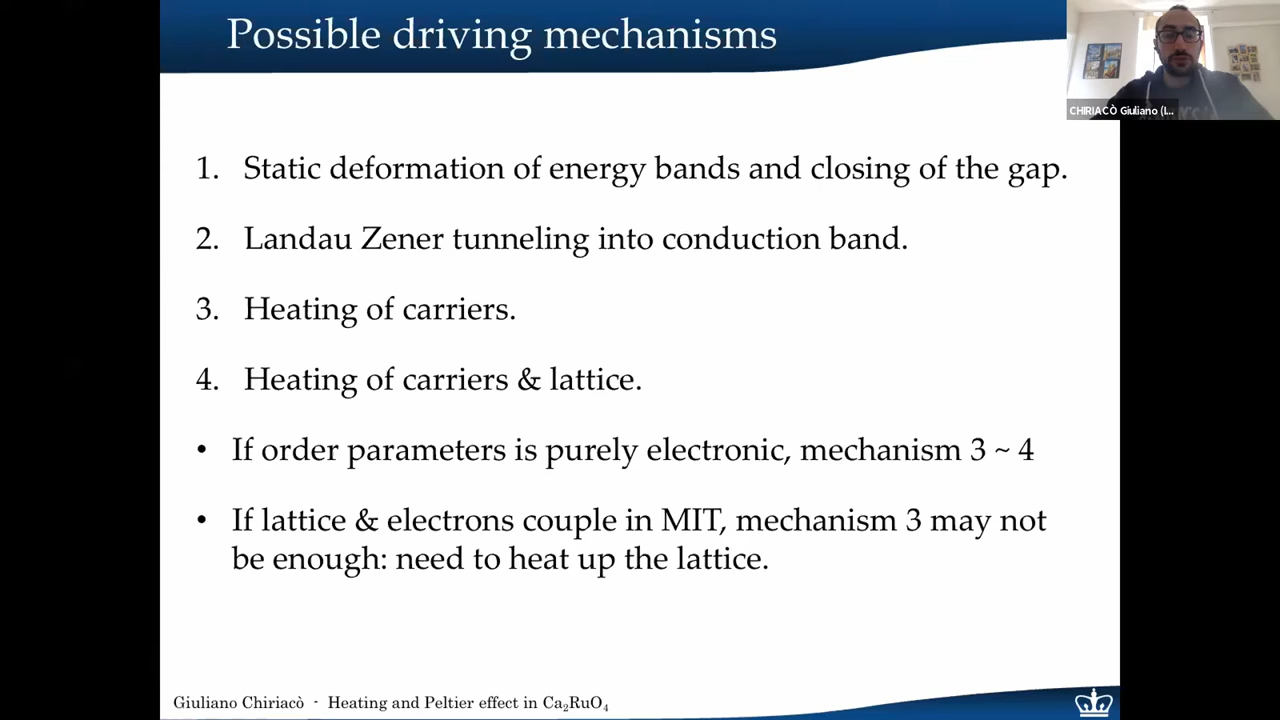 Possible driving mechanisms
CHIRIACÒ Giuliano (I...
1. Static deformation of energy bands and closing of the gap.
2. Landau Zener tunneling into conduction band.
3. Heating of carriers.
4. Heating of carriers & lattice.
• If order parameters is purely electronic, mechanism 3 ~ 4
• If lattice & electrons couple in MIT, mechanism 3 may not
be enough: need to heat up the lattice.
Giuliano Chiriacò - Heating and Peltier effect in Ca₂RuO₄